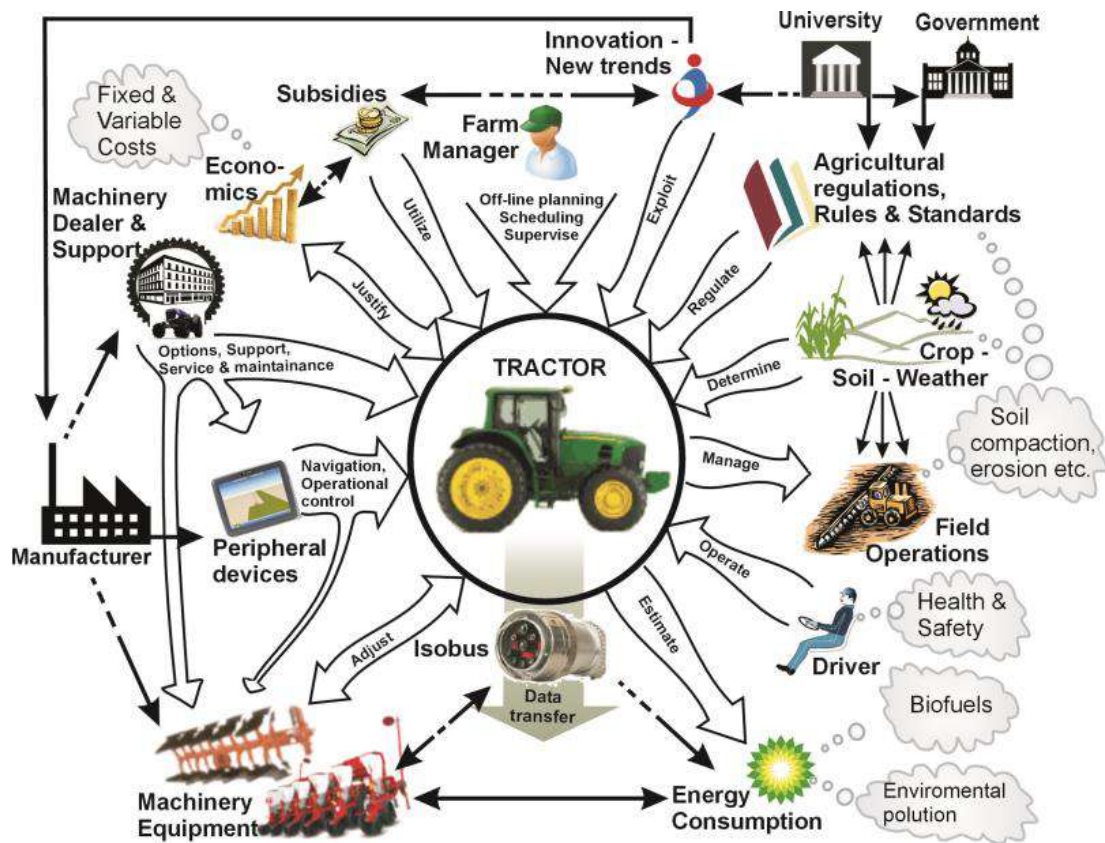 University
Government
Innovation -
New trends
Subsidies
Fixed &
Variable
Costs
Farm
Manager
Econo-
mics
Agricultural
regulations,
Rules & Standards
Machinery
Dealer &
Support
Off-line planning
Scheduling
Supervise
Utilize
Exploit
Justify
Regulate
Options, Support,
Service & maintainance
TRACTOR
Determine
Crop -
Soil - Weather
Soil
compaction,
erosion etc.
Manage
Navigation,
Operational
control
Manufacturer
Peripheral
devices
Field
Operations
Operate
Health &
Safety
Driver
Adjust
Isobus
Estimate
Data
transfer
Biofuels
Machinery
Equipment
Energy
Consumption
Enviromental
polution